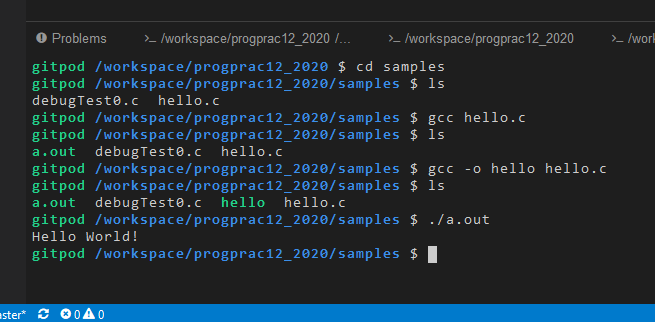 Problems >_ /workspace/progprac12_2020 /... >_ /workspace/progprac12_2020 >_ /wor
gitpod /workspace/progprac12_2020 $ cd samples
gitpod /workspace/progprac12_2020/samples $ ls
debugTest0.c  hello.c
gitpod /workspace/progprac12_2020/samples $ gcc hello.c
gitpod /workspace/progprac12_2020/samples $ ls
a.out  debugTest0.c  hello.c
gitpod /workspace/progprac12_2020/samples $ gcc -o hello hello.c
gitpod /workspace/progprac12_2020/samples $ ls
a.out  debugTest0.c  hello  hello.c
gitpod /workspace/progprac12_2020/samples $ ./a.out
Hello World!
gitpod /workspace/progprac12_2020/samples $
ster* 0 0